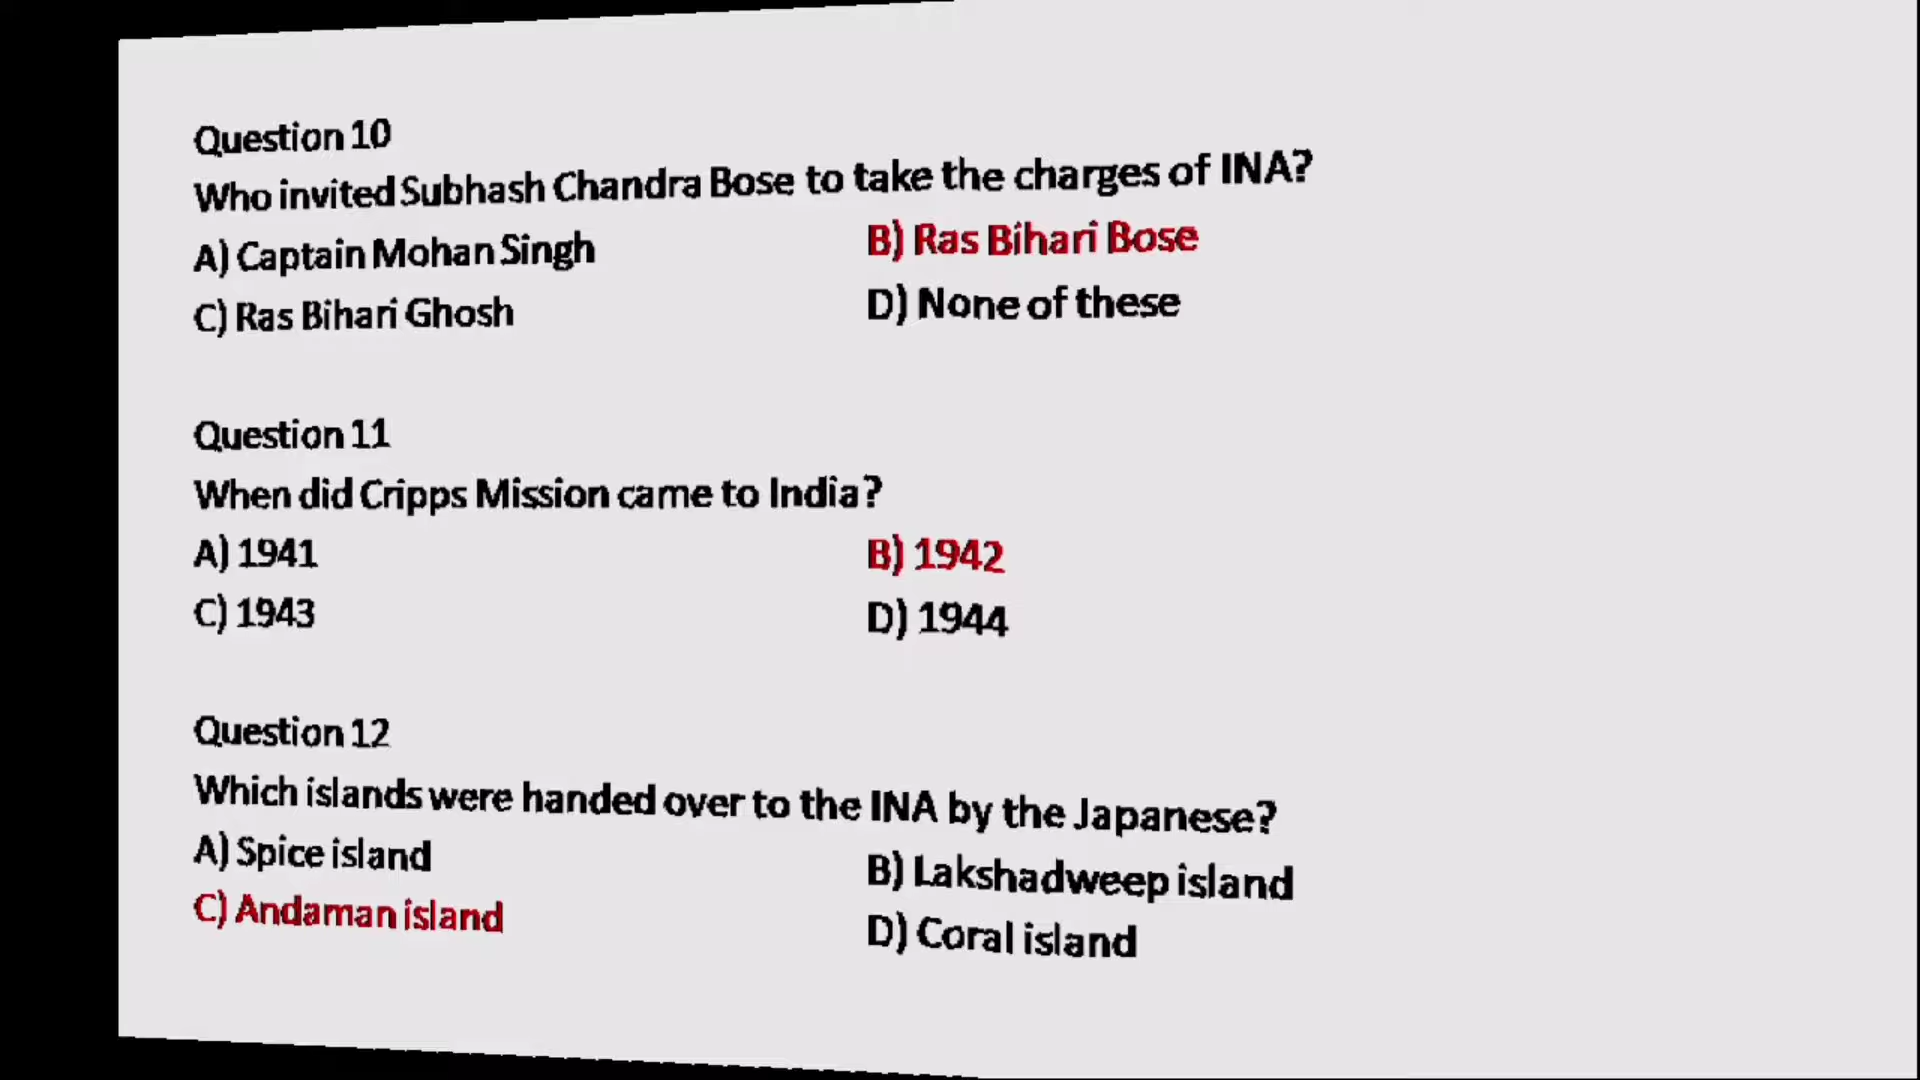 Question 10
Who invited Subhash Chandra Bose to take the charges of INA?
A) Captain Mohan Singh B) Ras Bihari Bose
C) Ras Bihari Ghosh D) None of these
Question 11
When did Cripps Mission came to India?
A) 1941 B) 1942
C) 1943 D) 1944
Question 12
Which islands were handed over to the INA by the Japanese?
A) Spice island B) Lakshadweep island
C) Andaman island D) Coral island